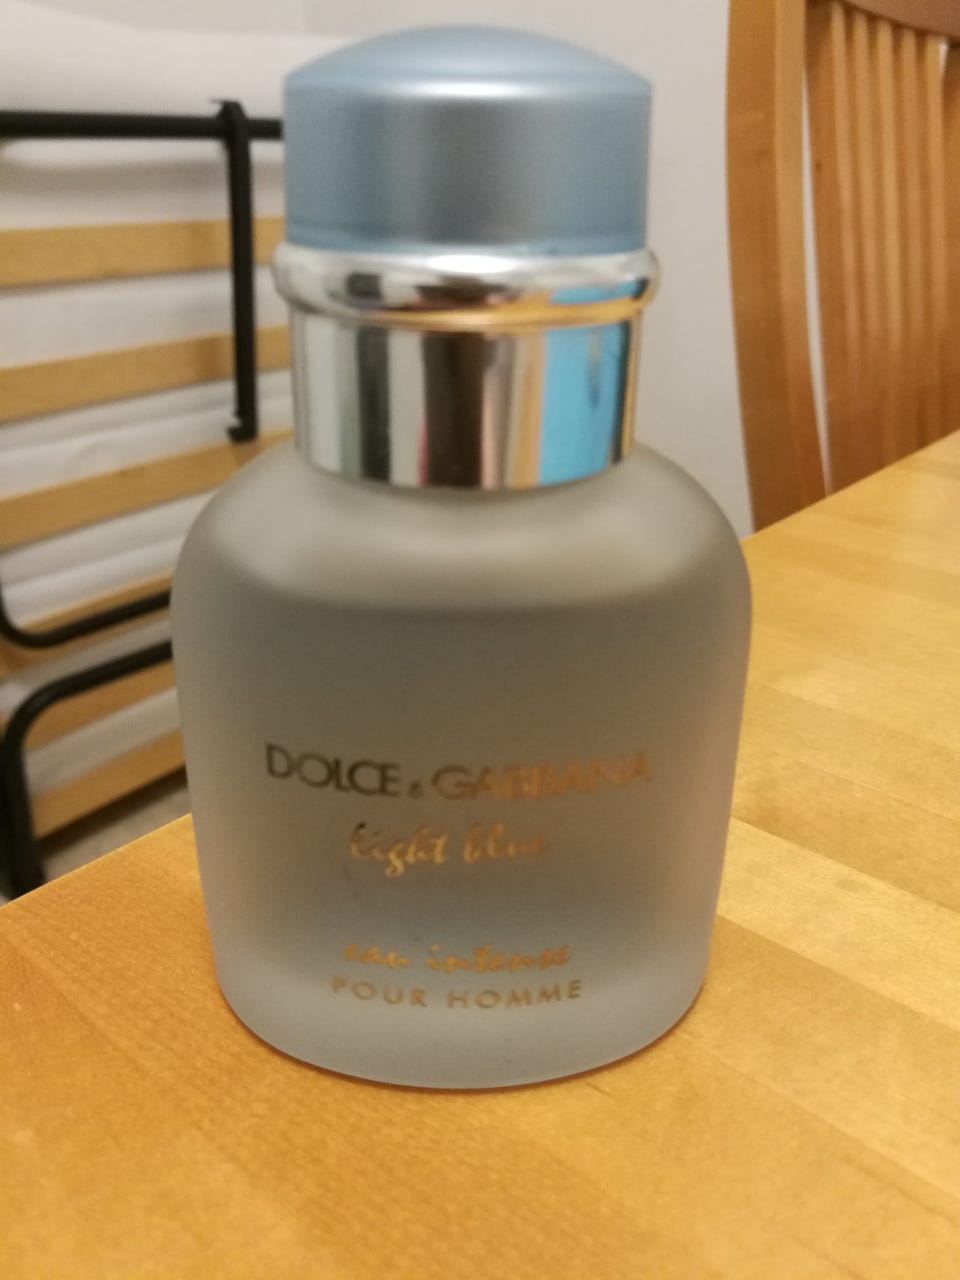 DOLCE & GABBANA
light blue
eau intense
POUR HOMME